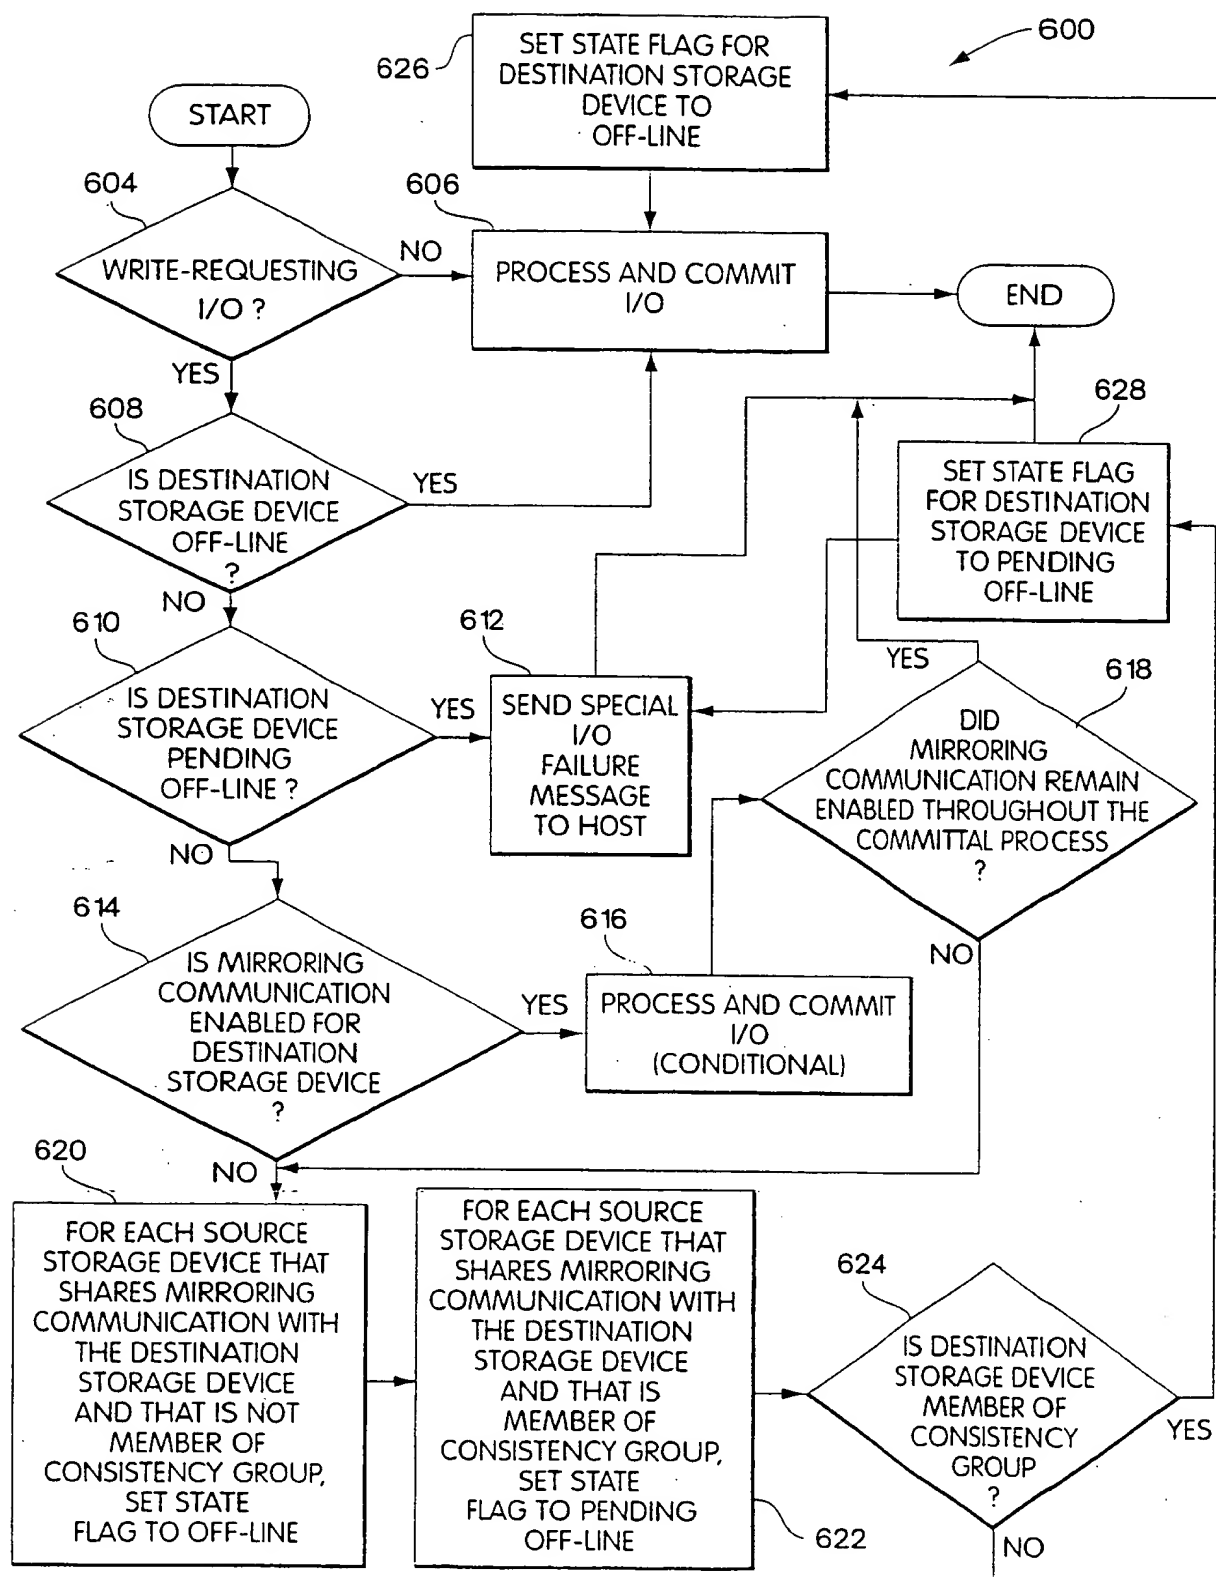 600
626
SET STATE FLAG FOR
DESTINATION STORAGE
DEVICE TO
OFF-LINE
START
604
WRITE-REQUESTING
I/O ?
NO
YES
606
PROCESS AND COMMIT
I/O
END
608
IS DESTINATION
STORAGE DEVICE
OFF-LINE
?
YES
NO
628
SET STATE FLAG
FOR DESTINATION
STORAGE DEVICE
TO PENDING
OFF-LINE
610
IS DESTINATION
STORAGE DEVICE
PENDING
OFF-LINE ?
YES
NO
612
SEND SPECIAL
I/O
FAILURE
MESSAGE
TO HOST
YES
618
DID
MIRRORING
COMMUNICATION REMAIN
ENABLED THROUGHOUT THE
COMMITTAL PROCESS
?
NO
614
IS MIRRORING
COMMUNICATION
ENABLED FOR
DESTINATION
STORAGE DEVICE
?
YES
NO
616
PROCESS AND COMMIT
I/O
(CONDITIONAL)
620
FOR EACH SOURCE
STORAGE DEVICE THAT
SHARES MIRRORING
COMMUNICATION WITH
THE DESTINATION
STORAGE DEVICE
AND THAT IS NOT
MEMBER OF
CONSISTENCY GROUP,
SET STATE
FLAG TO OFF-LINE
FOR EACH SOURCE
STORAGE DEVICE THAT
SHARES MIRRORING
COMMUNICATION WITH
THE DESTINATION
STORAGE DEVICE
AND THAT IS
MEMBER OF
CONSISTENCY GROUP,
SET STATE
FLAG TO PENDING
OFF-LINE
622
624
IS DESTINATION
STORAGE DEVICE
MEMBER OF
CONSISTENCY
GROUP
?
YES
NO